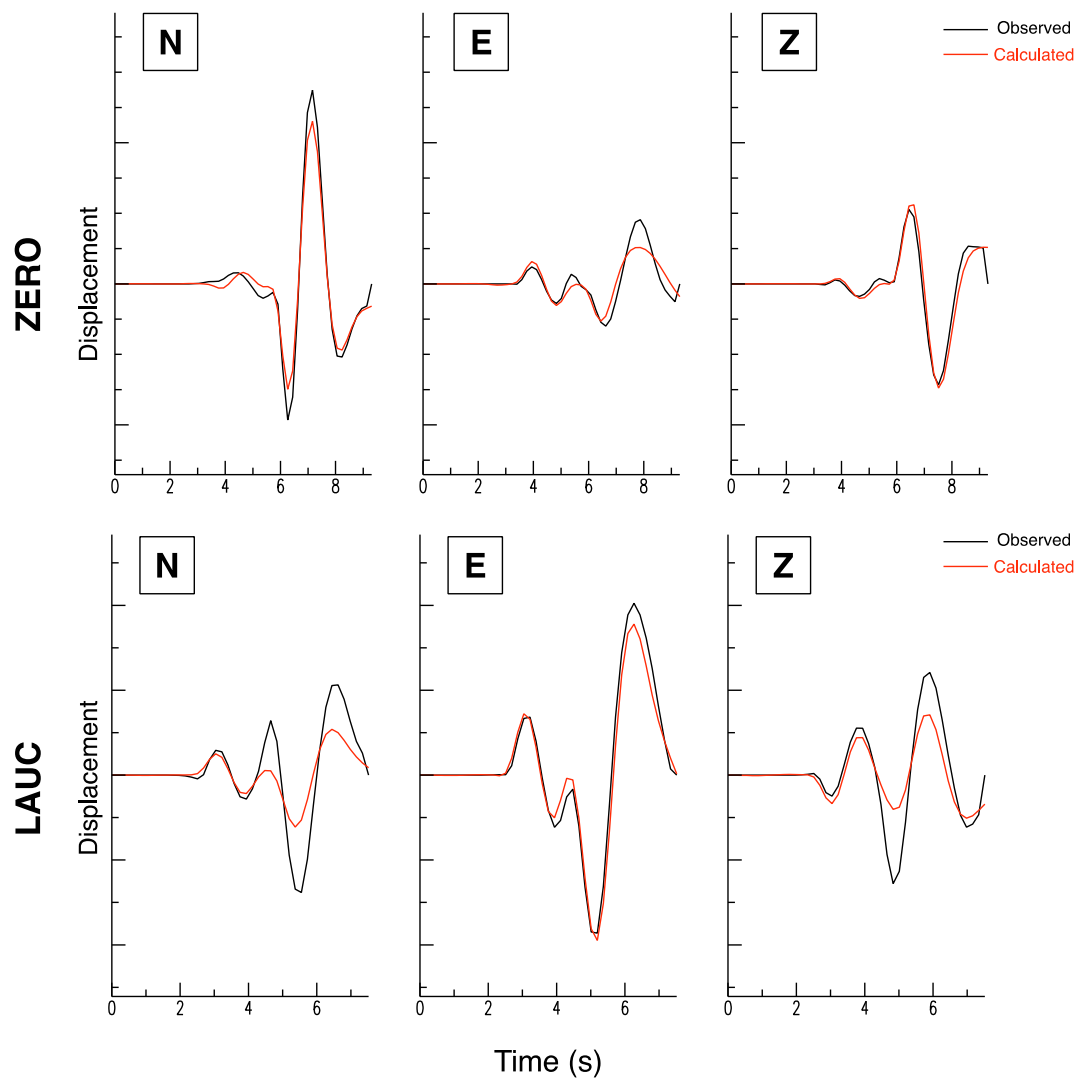 N
E
Z
Observed
Calculated
ZERO
Displacement
0 2 4 6 8
0 2 4 6 8
0 2 4 6 8
N
E
Z
Observed
Calculated
LAUC
Displacement
0 2 4 6
0 2 4 6
0 2 4 6
Time (s)